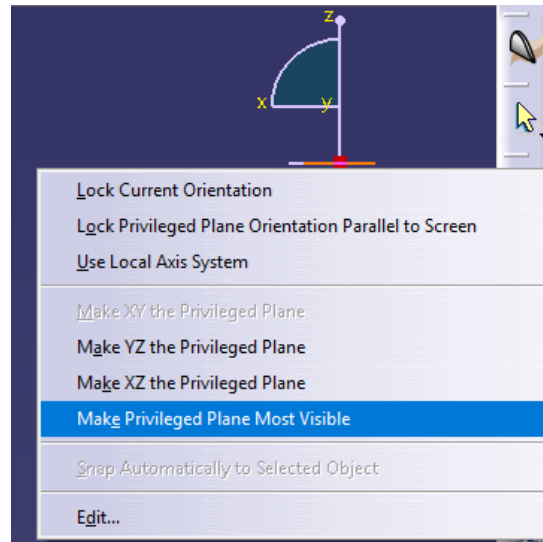 z
x y
Lock Current Orientation
Lock Privileged Plane Orientation Parallel to Screen
Use Local Axis System
Make XY the Privileged Plane
Make YZ the Privileged Plane
Make XZ the Privileged Plane
Make Privileged Plane Most Visible
Snap Automatically to Selected Object
Edit...